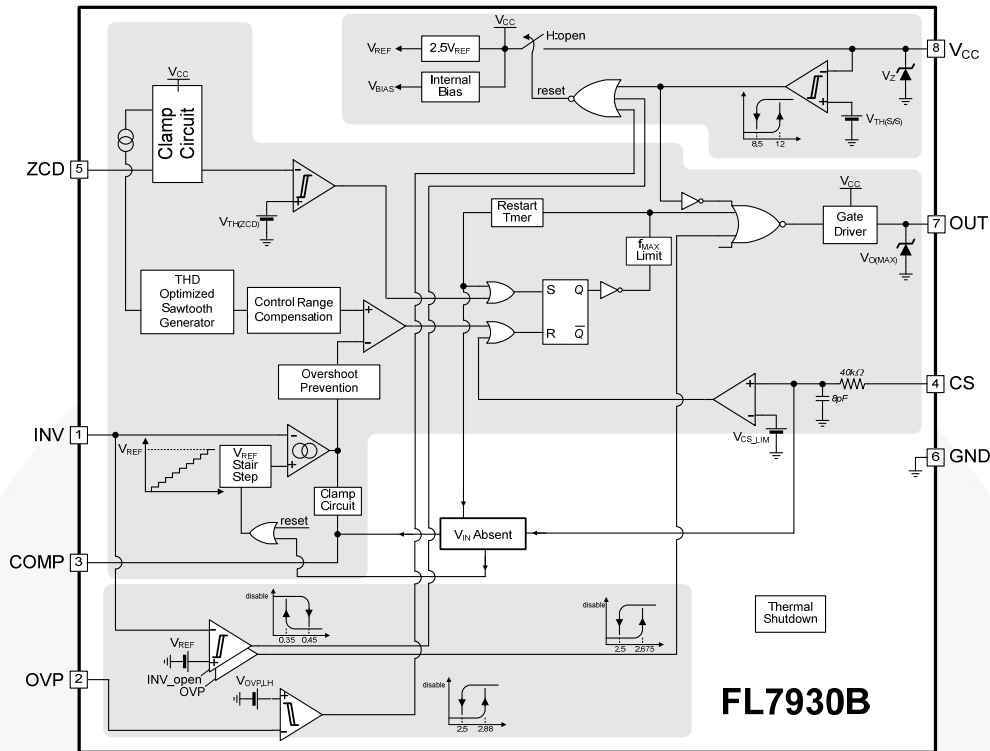 VCC
H:open
VREF
2.5VREF
8
VCC
VZ
VBIAS
Internal
Bias
reset
VTH(S/S)
8.5
12
VCC
Clamp
Circuit
ZCD
5
VTH(ZCD)
Restart
Tmer
fMAX
Limit
VCC
Gate
Driver
7
OUT
VO(MAX)
THD
Optimized
Sawtooth
Generator
Control Range
Compensation
S
Q
R
Q
Overshoot
Prevention
40kΩ
8pF
4
CS
VCS_LIM
INV
1
VREF
VREF
Stair
Step
6
GND
Clamp
Circuit
reset
VIN Absent
COMP
3
disable
0.35
0.45
disable
2.5
2.675
Thermal
Shutdown
VREF
INV_open
OVP
OVP
2
VOVP,LH
disable
2.5
2.88
FL7930B